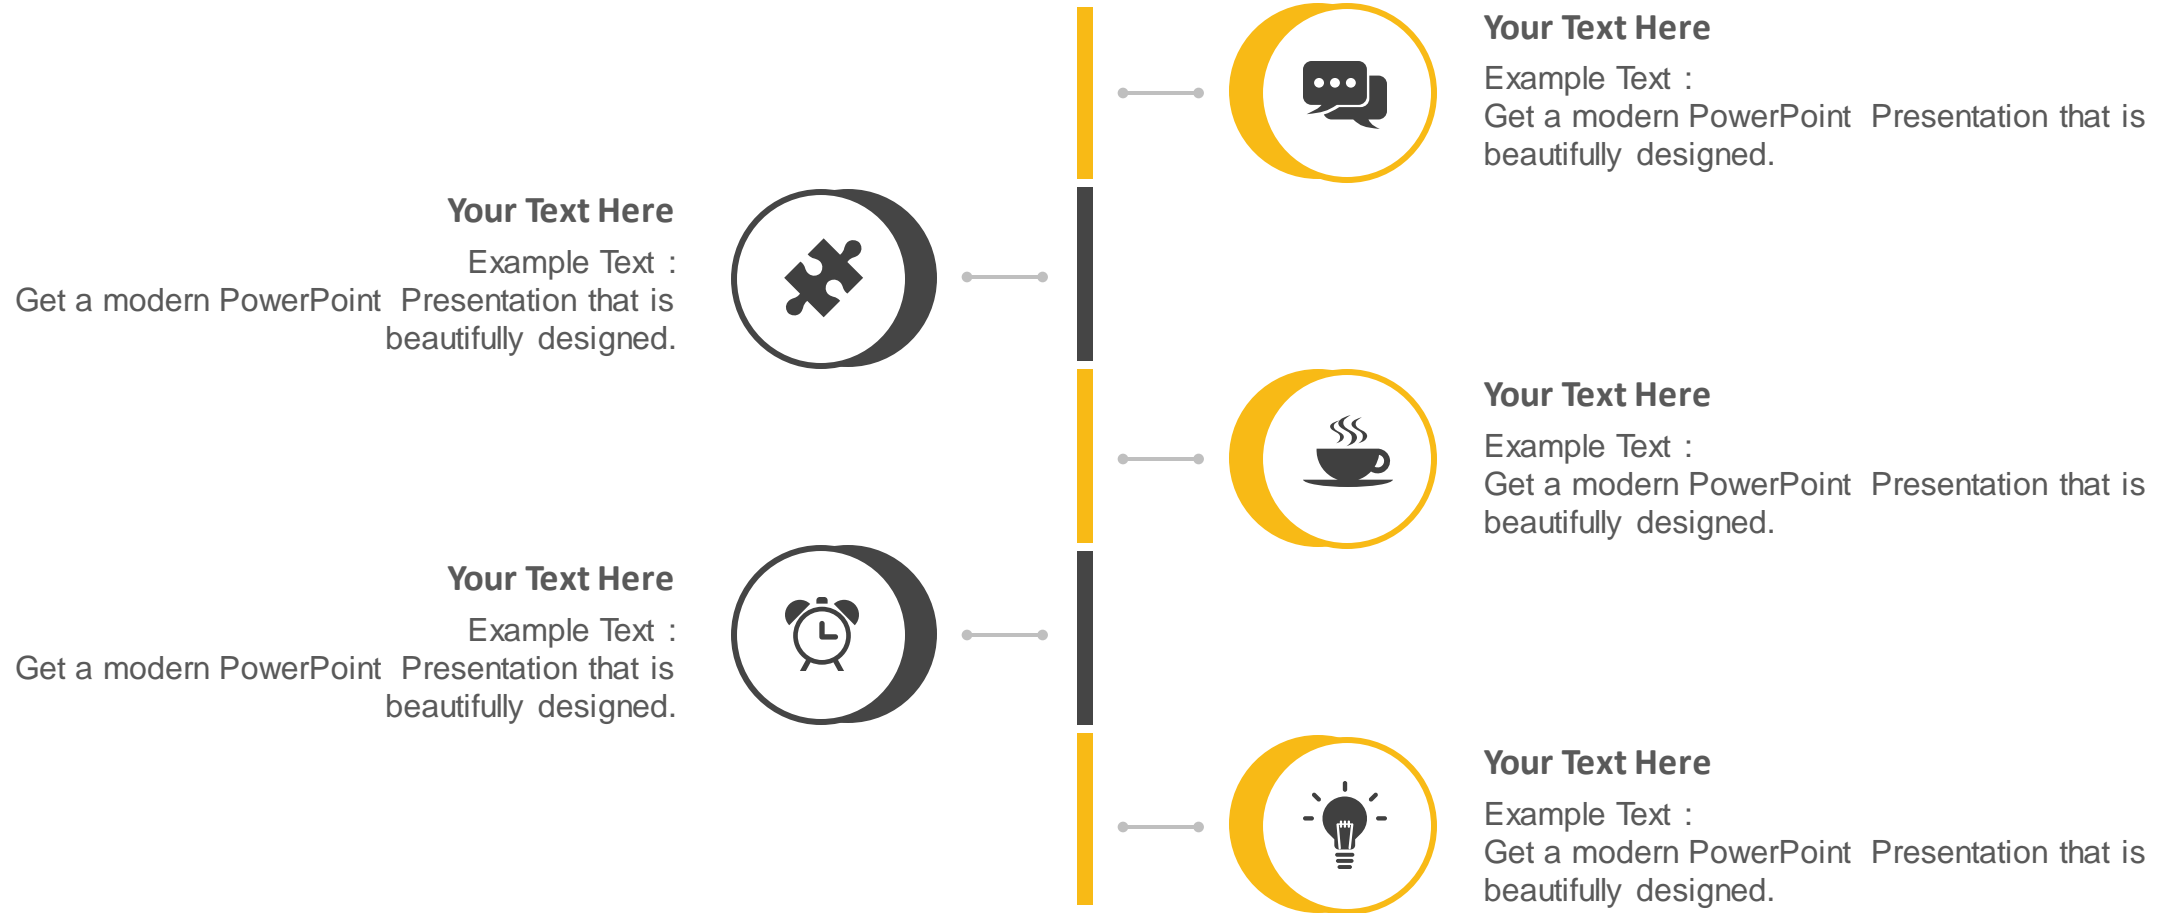 Your Text Here
Example Text :
Get a modern PowerPoint Presentation that is
beautifully designed.
Your Text Here
Example Text :
Get a modern PowerPoint Presentation that is
beautifully designed.
Your Text Here
Example Text :
Get a modern PowerPoint Presentation that is
beautifully designed.
Your Text Here
Example Text :
Get a modern PowerPoint Presentation that is
beautifully designed.
Your Text Here
Example Text :
Get a modern PowerPoint Presentation that is
beautifully designed.